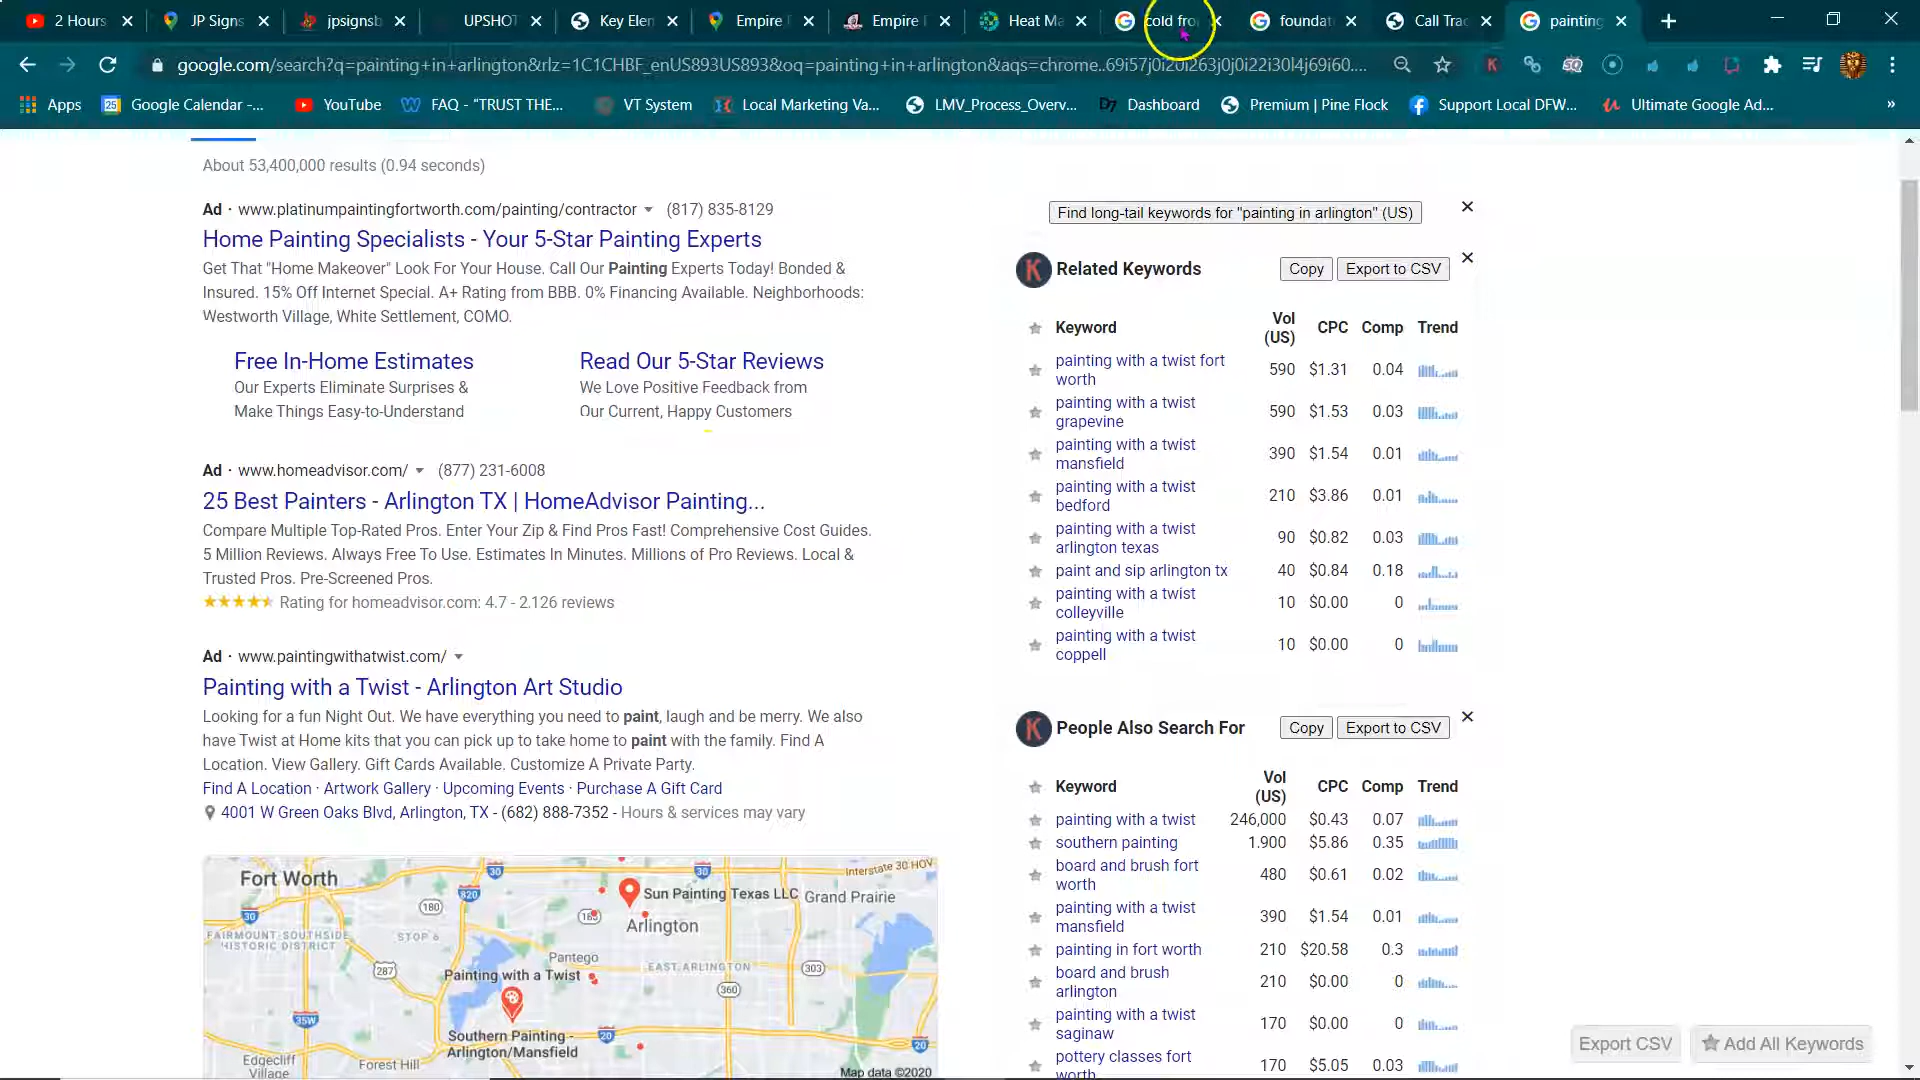 2 Hours
JP Signs
jpsignsb
UPSHOT
Key Elen
Empire
Empire
Heat Ma
cold fro
foundat
Call Trac
painting
google.com/search?q=painting+in+arlington&rlz=1C1CHBF_enUS893US893&oq=painting+in+arlington&aqs=chrome..69i57j0i20i263j0j0i22i30l4j69i60....
Apps
Google Calendar -...
YouTube
FAQ - "TRUST THE...
VT System
Local Marketing Va...
LMV_Process_Overv...
Dashboard
Premium | Pine Flock
Support Local DFW...
Ultimate Google Ad...
»
About 53,400,000 results (0.94 seconds)
Ad · www.platinumpaintingfortworth.com/painting/contractor (817) 835-8129
Home Painting Specialists - Your 5-Star Painting Experts
Get That "Home Makeover" Look For Your House. Call Our Painting Experts Today! Bonded &
Insured. 15% Off Internet Special. A+ Rating from BBB. 0% Financing Available. Neighborhoods:
Westworth Village, White Settlement, COMO.
Free In-Home Estimates
Our Experts Eliminate Surprises &
Make Things Easy-to-Understand
Read Our 5-Star Reviews
We Love Positive Feedback from
Our Current, Happy Customers
Ad · www.homeadvisor.com/ (877) 231-6008
25 Best Painters - Arlington TX | HomeAdvisor Painting...
Compare Multiple Top-Rated Pros. Enter Your Zip & Find Pros Fast! Comprehensive Cost Guides.
5 Million Reviews. Always Free To Use. Estimates In Minutes. Millions of Pro Reviews. Local &
Trusted Pros. Pre-Screened Pros.
Rating for homeadvisor.com: 4.7 - 2.126 reviews
Ad · www.paintingwithatwist.com/
Painting with a Twist - Arlington Art Studio
Looking for a fun Night Out. We have everything you need to paint, laugh and be merry. We also
have Twist at Home kits that you can pick up to take home to paint with the family. Find A
Location. View Gallery. Gift Cards Available. Customize A Private Party.
Find A Location · Artwork Gallery · Upcoming Events · Purchase A Gift Card
4001 W Green Oaks Blvd, Arlington, TX - (682) 888-7352 - Hours & services may vary
Fort Worth
Interstate 30 HOV
30
30
820
Sun Painting Texas LLC
Grand Prairie
180
30
Arlington
FAIRMOUNT-SOUTHSIDE
HISTORIC DISTRICT
STOP 6
287
Pantego
EAST ARLINGTON
303
Painting with a Twist
360
35W
20
20
Southern Painting -
Arlington/Mansfield
Edgecliff
Village
Forest Hill
Map data ©2020
Find long-tail keywords for "painting in arlington" (US)
K Related Keywords Copy Export to CSV
Keyword Vol (US) CPC Comp Trend
painting with a twist fort worth 590 $1.31 0.04
painting with a twist grapevine 590 $1.53 0.03
painting with a twist mansfield 390 $1.54 0.01
painting with a twist bedford 210 $3.86 0.01
painting with a twist arlington texas 90 $0.82 0.03
paint and sip arlington tx 40 $0.84 0.18
painting with a twist colleyville 10 $0.00 0
painting with a twist coppell 10 $0.00 0
K People Also Search For Copy Export to CSV
Keyword Vol (US) CPC Comp Trend
painting with a twist 246,000 $0.43 0.07
southern painting 1.900 $5.86 0.35
board and brush fort worth 480 $0.61 0.02
painting with a twist mansfield 390 $1.54 0.01
painting in fort worth 210 $20.58 0.3
board and brush arlington 210 $0.00 0
painting with a twist saginaw 170 $0.00 0
pottery classes fort worth 170 $5.05 0.03
Export CSV
Add All Keywords